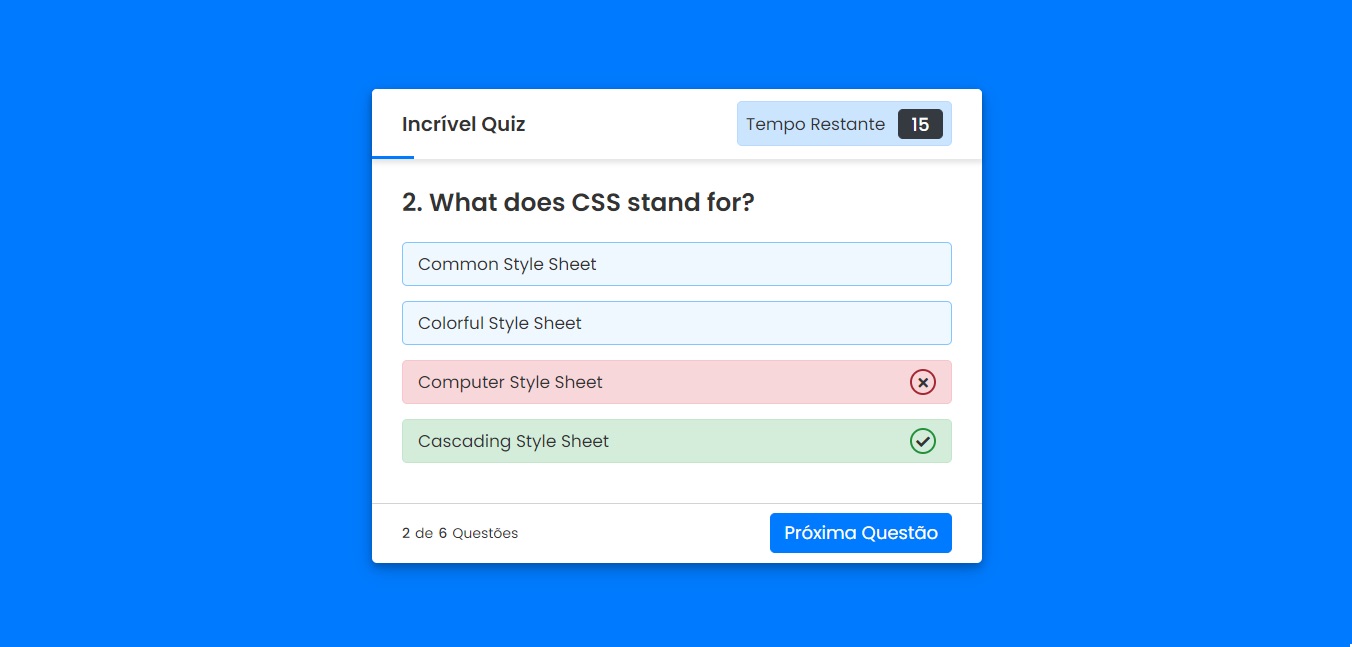 Incrível Quiz
Tempo Restante 15
2. What does CSS stand for?
Common Style Sheet
Colorful Style Sheet
Computer Style Sheet
Cascading Style Sheet
2 de 6 Questões
Próxima Questão